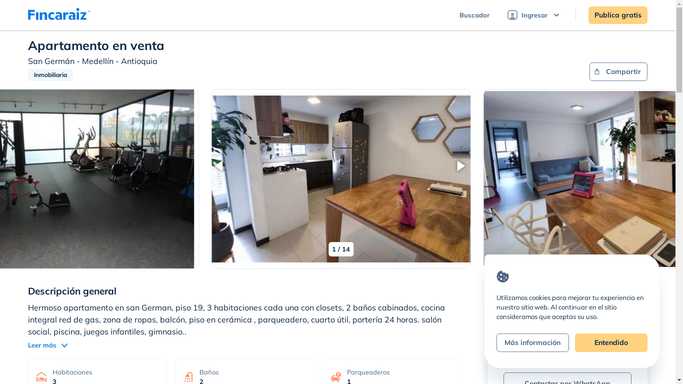 Fincaraiz
Buscador
Ingresar
Publica gratis
Apartamento en venta
San Germán - Medellín - Antioquia
Inmobiliaria
Compartir
1 / 14
Descripción general
Hermoso apartamento en san German, piso 19, 3 habitaciones cada una con closets, 2 baños cabinados, cocina
integral red de gas, zona de ropas, balcón, piso en cerámica , parqueadero, cuarto útil, portería 24 horas. salón
social, piscina, juegos infantiles, gimnasio..
Leer más
Habitaciones
3
Baños
2
Parqueaderos
1
Utilizamos cookies para mejorar tu experiencia en
nuestro sitio web. Al continuar en el sitio
consideramos que aceptas su uso.
Más información
Entendido
Contactar por WhatsApp